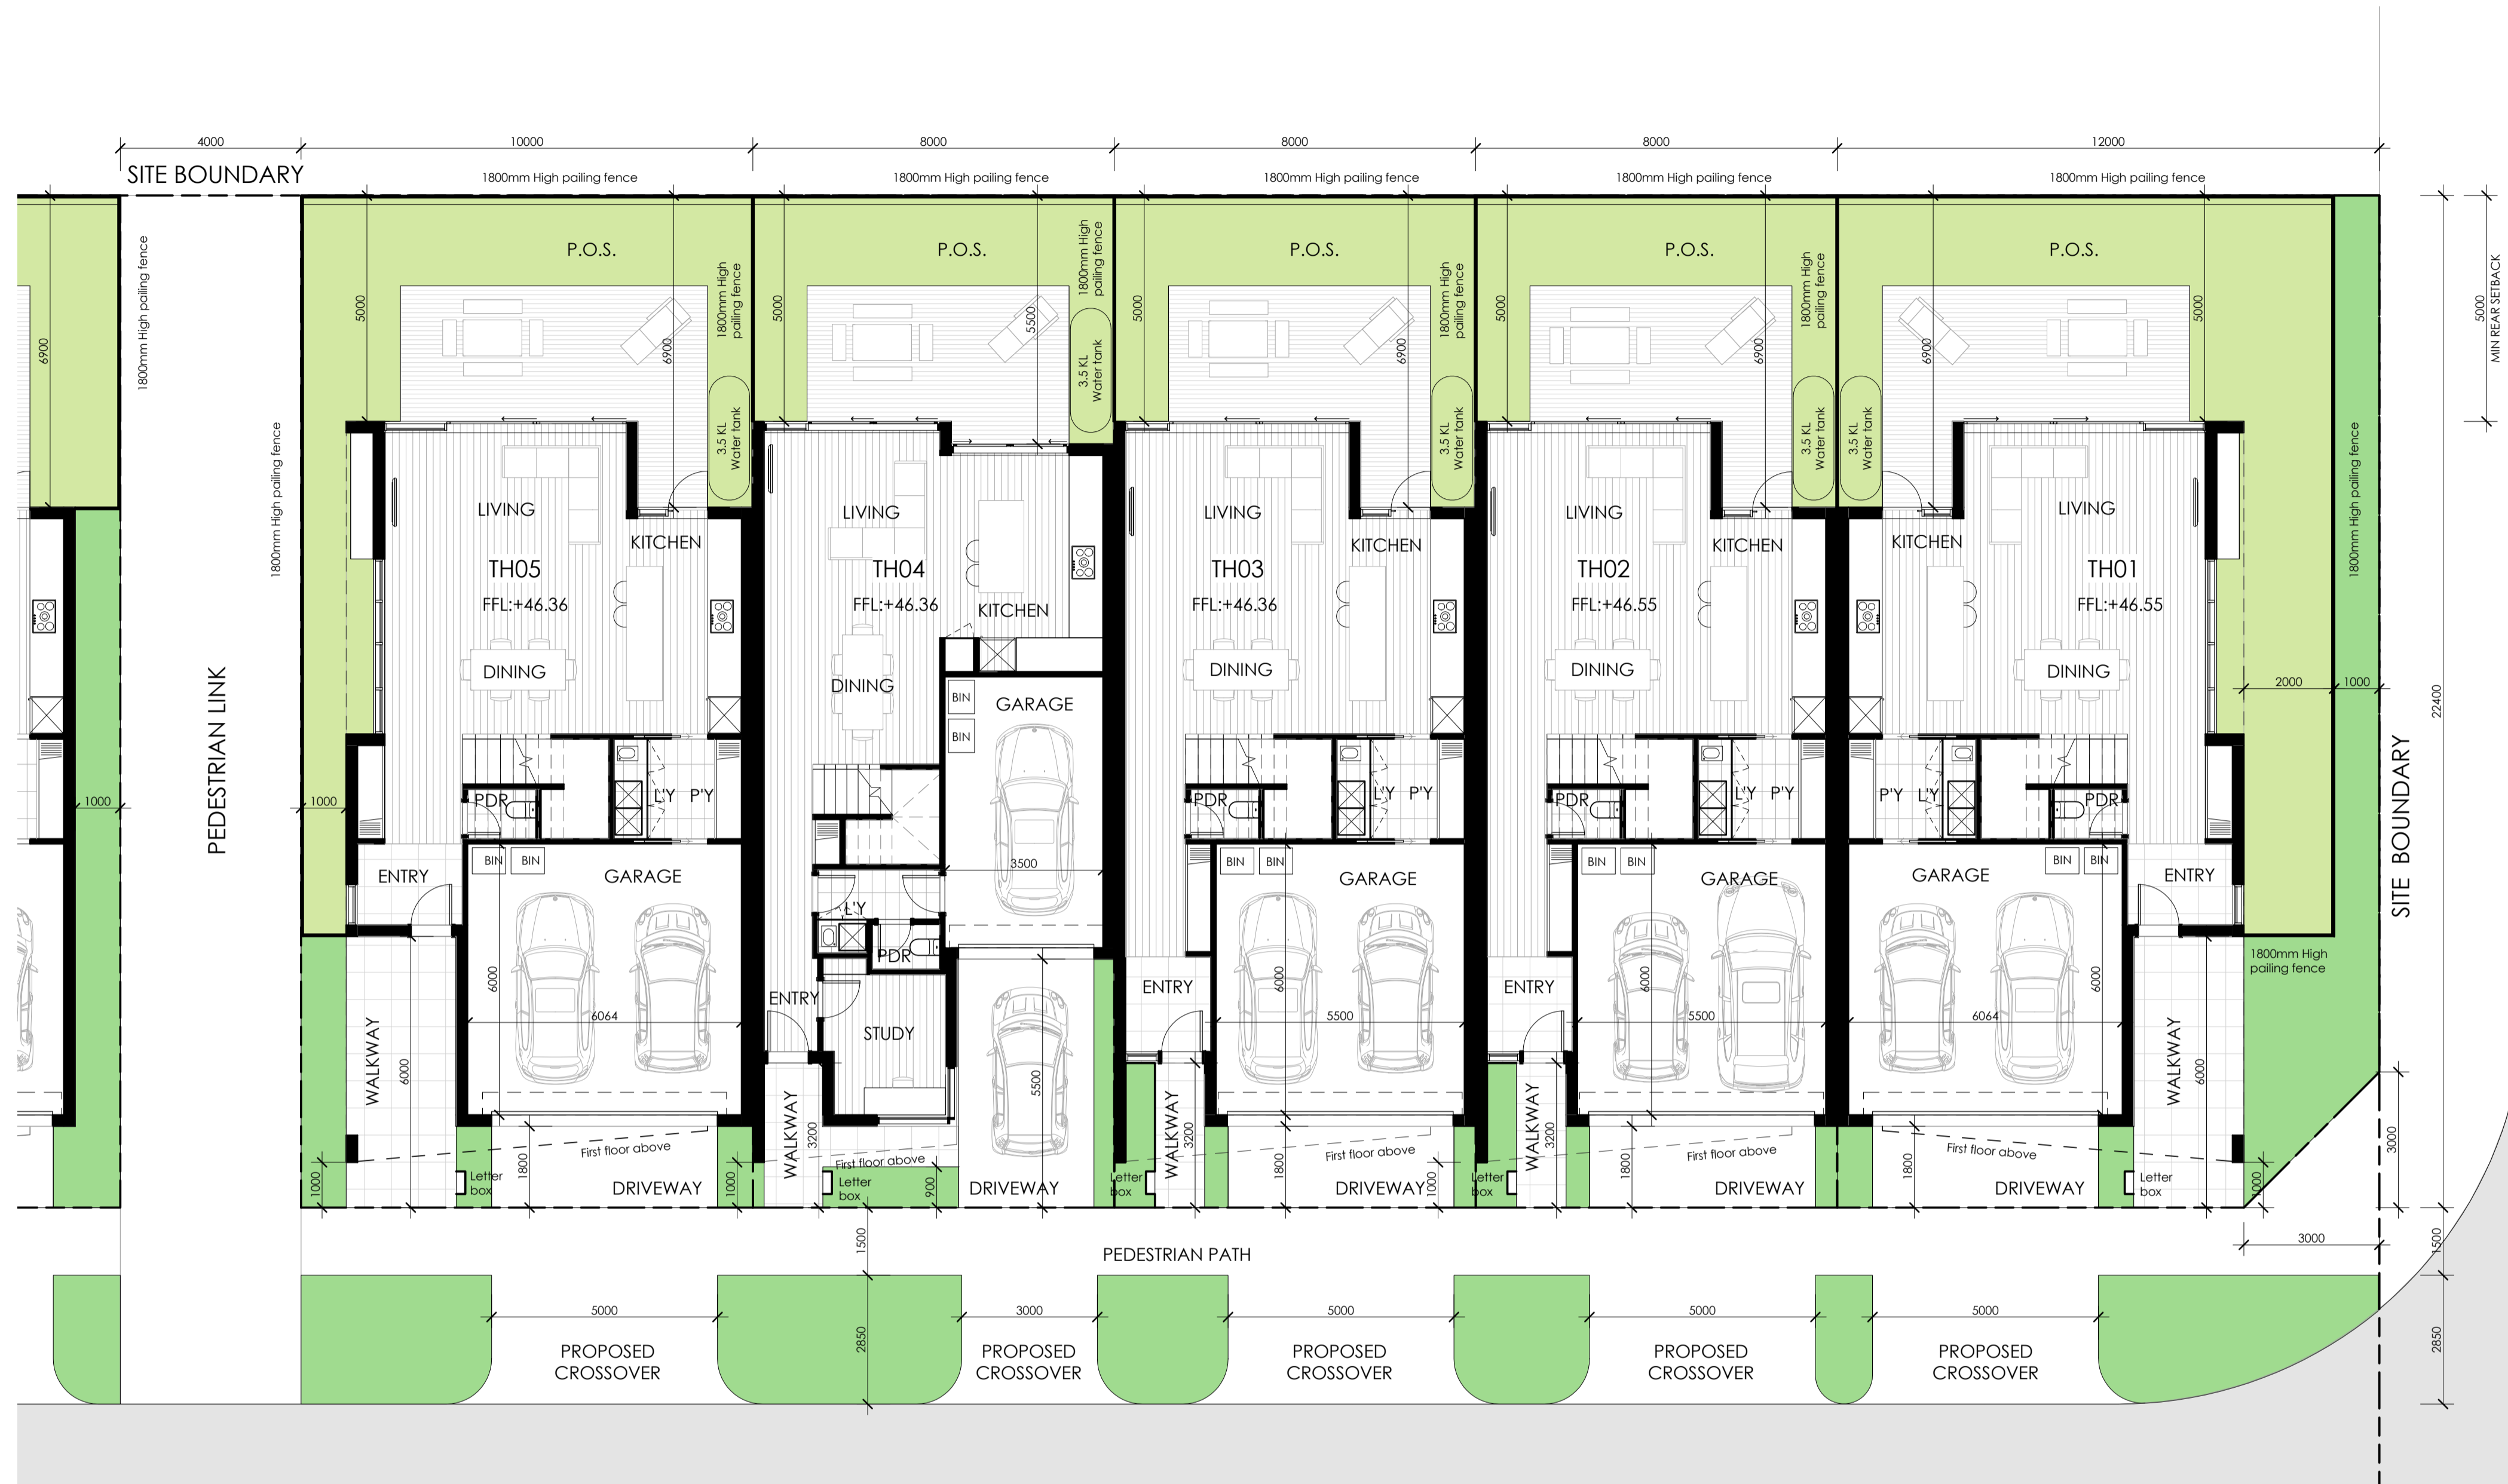 4000
10000
8000
8000
8000
12000
SITE BOUNDARY
1800mm High pailing fence
1800mm High pailing fence
1800mm High pailing fence
1800mm High pailing fence
1800mm High pailing fence
P.O.S.
P.O.S.
P.O.S.
P.O.S.
P.O.S.
1800mm High pailing fence
1800mm High
pailing fence
1800mm High
pailing fence
1800mm High
pailing fence
1800mm High
pailing fence
5000
5000
5500
5000
5000
5000
5000
MIN REAR SETBACK
6900
6900
6900
6900
6900
3.5 KL
Water tank
3.5 KL
Water tank
3.5 KL
Water tank
3.5 KL
Water tank
3.5 KL
Water tank
1800mm High pailing fence
1800mm High pailing fence
LIVING
LIVING
LIVING
LIVING
LIVING
KITCHEN
KITCHEN
KITCHEN
KITCHEN
KITCHEN
TH05
TH04
TH03
TH02
TH01
FFL:+46.36
FFL:+46.36
FFL:+46.36
FFL:+46.55
FFL:+46.55
DINING
DINING
DINING
DINING
DINING
2000
1000
22400
PEDESTRIAN LINK
SITE BOUNDARY
BIN
BIN
GARAGE
1000
1000
PDR
L'Y
P'Y
PDR
L'Y
P'Y
PDR
L'Y
P'Y
P'Y
L'Y
PDR
3500
ENTRY
BIN
BIN
GARAGE
L'Y
PDR
BIN
BIN
GARAGE
BIN
BIN
GARAGE
GARAGE
BIN
BIN
ENTRY
1800mm High
pailing fence
6000
6064
ENTRY
STUDY
ENTRY
6000
5500
ENTRY
6000
5500
6064
6000
WALKWAY
6000
WALKWAY
3200
5500
WALKWAY
3200
WALKWAY
3200
WALKWAY
6000
3000
First floor above
First floor above
First floor above
First floor above
First floor above
1000
Letter
box
1800
DRIVEWAY
1000
Letter
box
900
DRIVEWAY
Letter
box
1800
DRIVEWAY
1000
Letter
box
1800
DRIVEWAY
1800
DRIVEWAY
Letter
box
1000
1500
PEDESTRIAN PATH
3000
1500
5000
3000
5000
5000
5000
2850
2850
PROPOSED
CROSSOVER
PROPOSED
CROSSOVER
PROPOSED
CROSSOVER
PROPOSED
CROSSOVER
PROPOSED
CROSSOVER